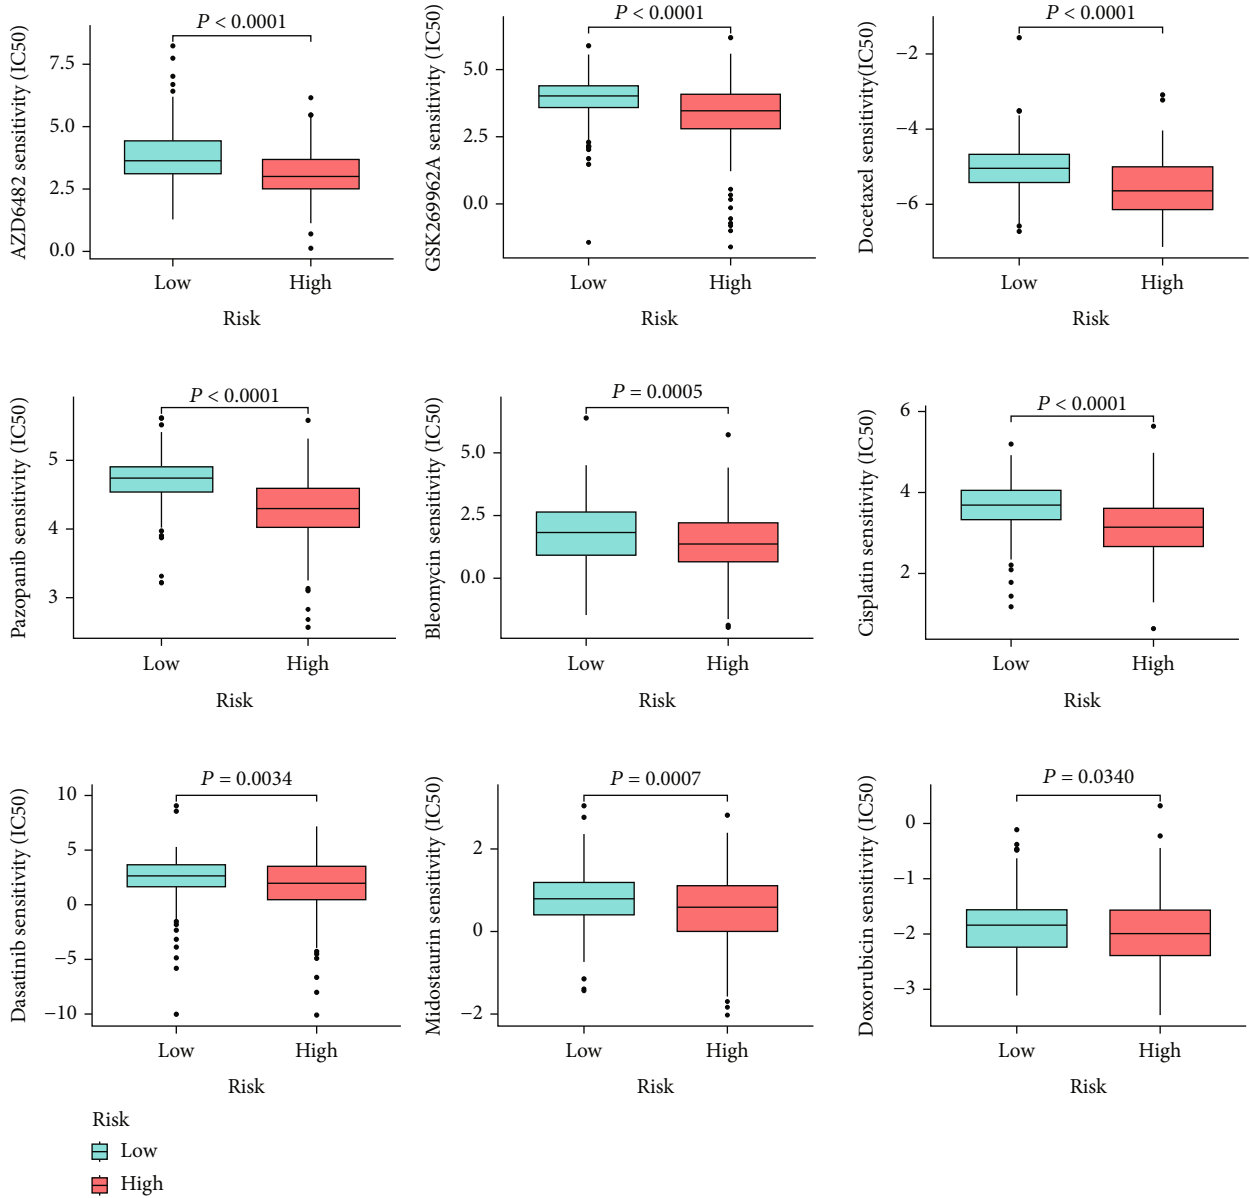 P < 0.0001
AZD6482 sensitivity (IC50)
7.5
5.0
2.5
0.0
Low High
Risk
P < 0.0001
GSK269962A sensitivity (IC50)
5.0
2.5
0.0
Low High
Risk
P < 0.0001
Docetaxel sensitivity(IC50)
−2
−4
−6
Low High
Risk
P < 0.0001
Pazopanib sensitivity (IC50)
5
4
3
Low High
Risk
P = 0.0005
Bleomycin sensitivity (IC50)
5.0
2.5
0.0
Low High
Risk
P < 0.0001
Cisplatin sensitivity (IC50)
6
4
2
Low High
Risk
P = 0.0034
Dasatinib sensitivity (IC50)
10
5
0
−5
−10
Low High
Risk
P = 0.0007
Midostaurin sensitivity (IC50)
2
0
−2
Low High
Risk
P = 0.0340
Doxorubicin sensitivity (IC50)
0
−1
−2
−3
Low High
Risk
Risk
Low
High